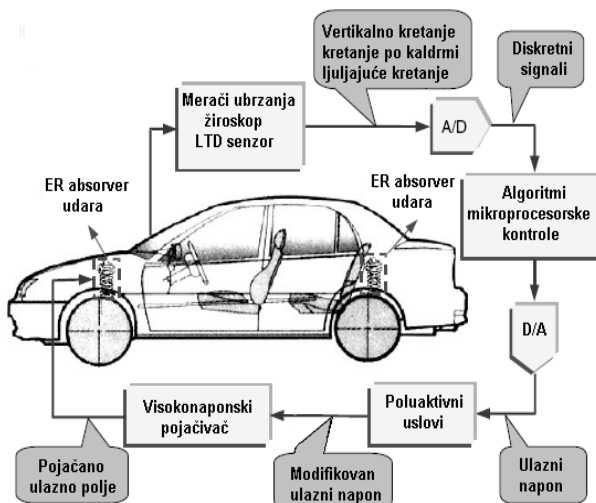 Vertikalno kretanje
kretanje po kaldrmi
ljuljajuće kretanje
Diskretni
signali
Merači ubrzanja
žiroskop
LTD senzor
A/D
ER absorver
udara
ER absorver
udara
Algoritmi
mikroprocesorske
kontrole
D/A
Visokonaponski
pojačivač
Poluaktivni
uslovi
Pojačano
ulazno polje
Modifikovan
ulazni napon
Ulazni
napon